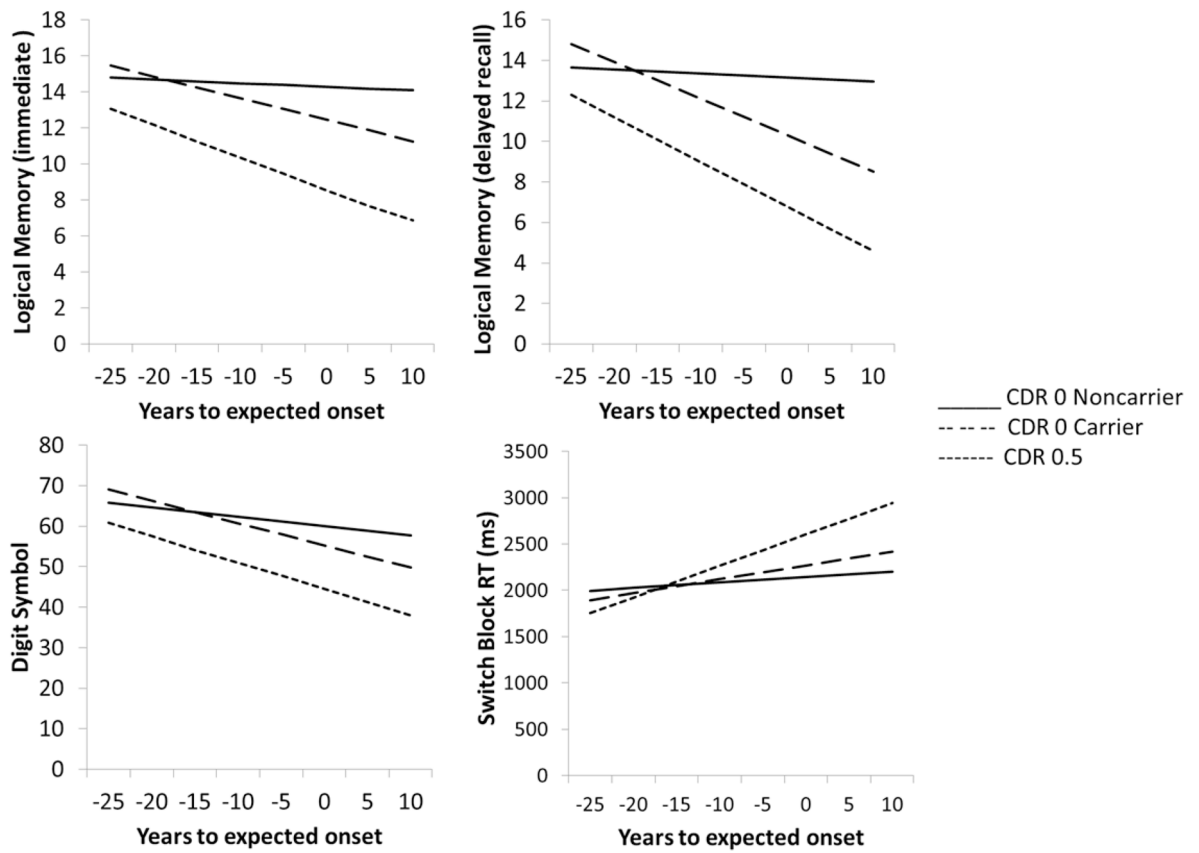 18
16
14
12
10
8
6
4
2
0
Logical Memory (immediate )
-25 -20 -15 -10 -5 0 5 10
Years to expected onset
16
14
12
10
8
6
4
2
0
Logical Memory (delayed recall)
-25 -20 -15 -10 -5 0 5 10
Years to expected onset
CDR 0 Noncarrier
CDR 0 Carrier
CDR 0.5
80
70
60
50
40
30
20
10
0
Digit Symbol
-25 -20 -15 -10 -5 0 5 10
Years to expected onset
3500
3000
2500
2000
1500
1000
500
0
Switch Block RT (ms)
-25 -20 -15 -10 -5 0 5 10
Years to expected onset